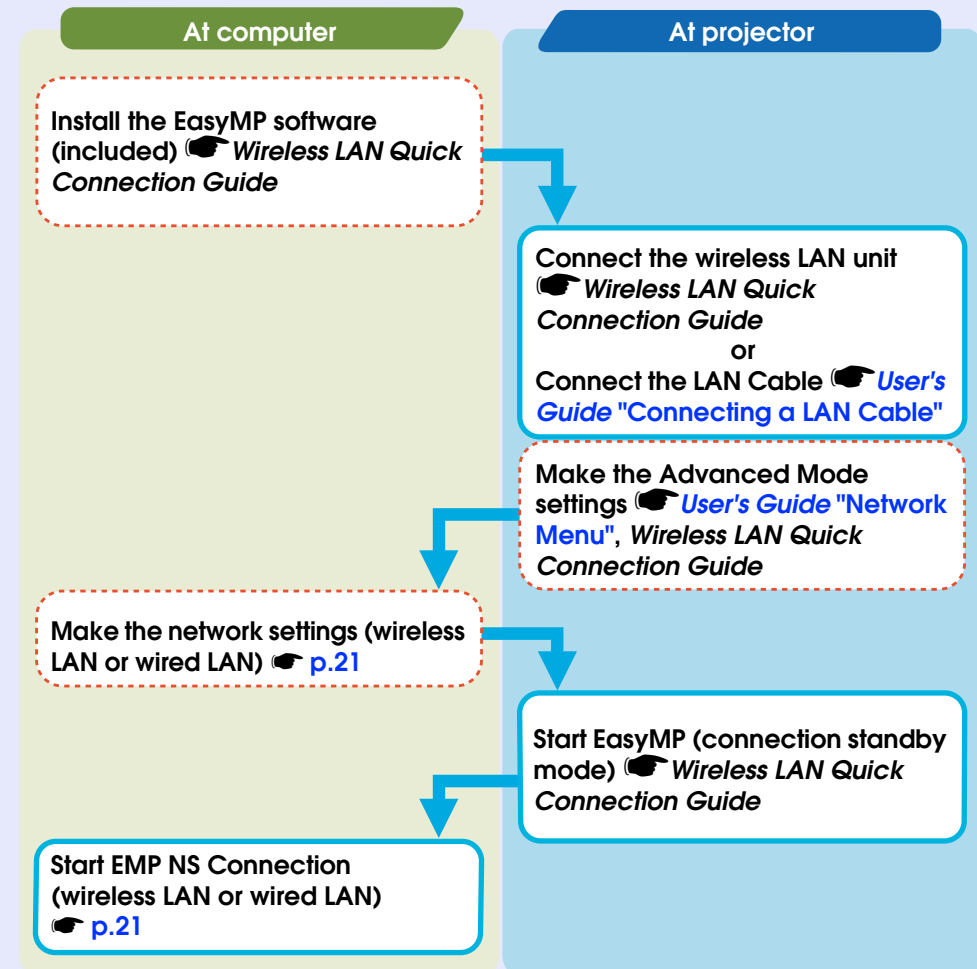 At computer
At projector
Install the EasyMP software
(included) Wireless LAN Quick
Connection Guide
Connect the wireless LAN unit
Wireless LAN Quick
Connection Guide
or
Connect the LAN Cable User's
Guide "Connecting a LAN Cable"
Make the Advanced Mode
settings User's Guide "Network
Menu", Wireless LAN Quick
Connection Guide
Make the network settings (wireless
LAN or wired LAN) p.21
Start EasyMP (connection standby
mode) Wireless LAN Quick
Connection Guide
Start EMP NS Connection
(wireless LAN or wired LAN)
p.21